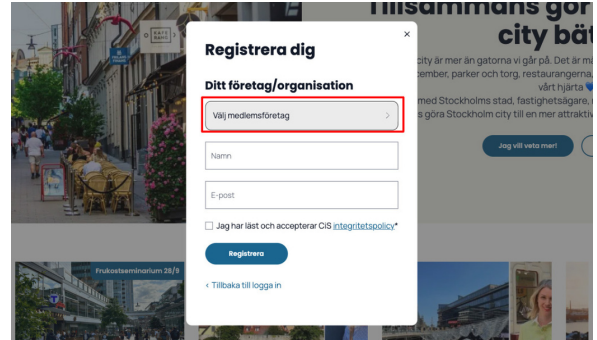 Tillsammans gör
city bät
KAFE
BANG
×
Registrera dig
city är mer än gatorna vi går på. Det är mä
cember, parker och torg, restaurangerna,
vårt hjärta
Ditt företag/organisation
med Stockholms stad, fastighetsägare,
s göra Stockholm city till en mer attraktiv
Välj medlemsföretag
Jag vill veta mer!
Namn
E-post
Jag har läst och accepterar CiS integritetspolicy*
Registrera
Frukostseminarium 28/9
‹ Tillbaka till logga in